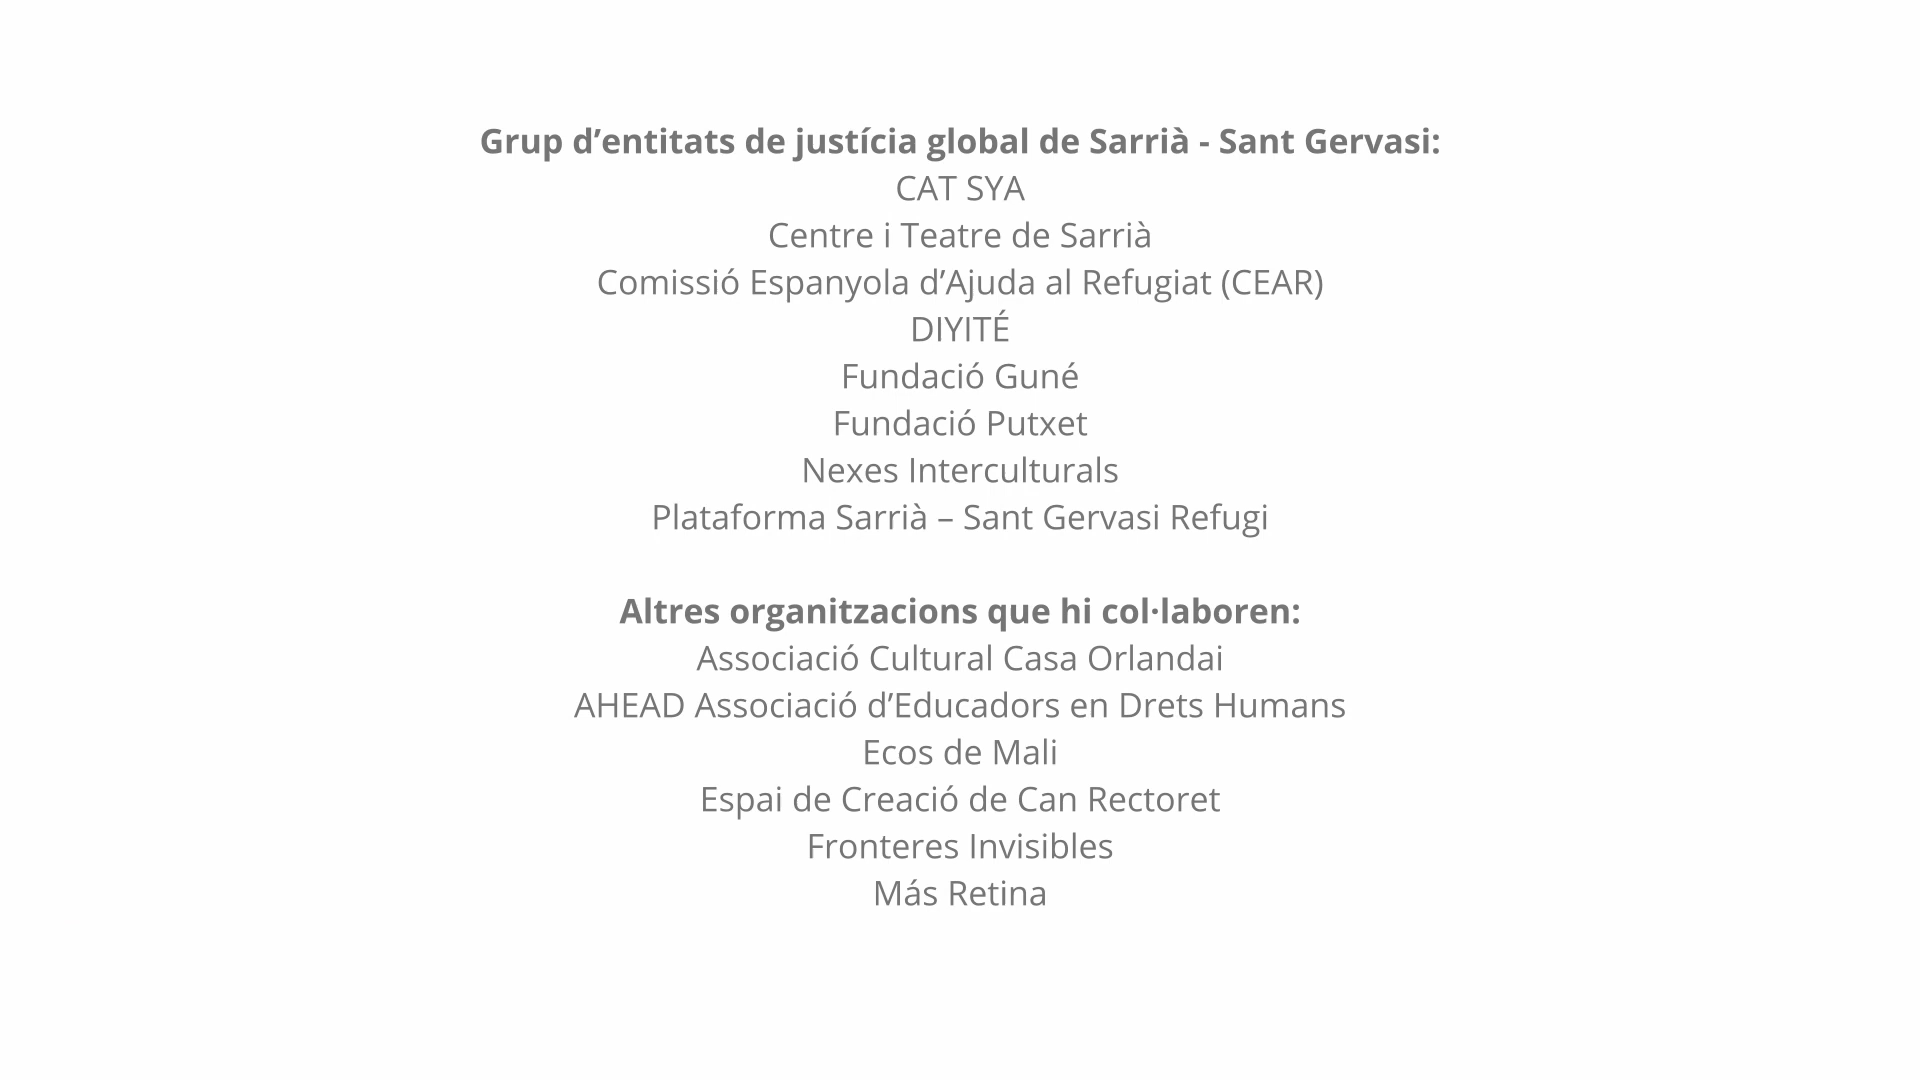 Grup d’entitats de justícia global de Sarrià - Sant Gervasi:
CAT SYA
Centre i Teatre de Sarrià
Comissió Espanyola d’Ajuda al Refugiat (CEAR)
DIYITÉ
Fundació Guné
Fundació Putxet
Nexes Interculturals
Plataforma Sarrià – Sant Gervasi Refugi
Altres organitzacions que hi col·laboren:
Associació Cultural Casa Orlandai
AHEAD Associació d’Educadors en Drets Humans
Ecos de Mali
Espai de Creació de Can Rectoret
Fronteres Invisibles
Más Retina